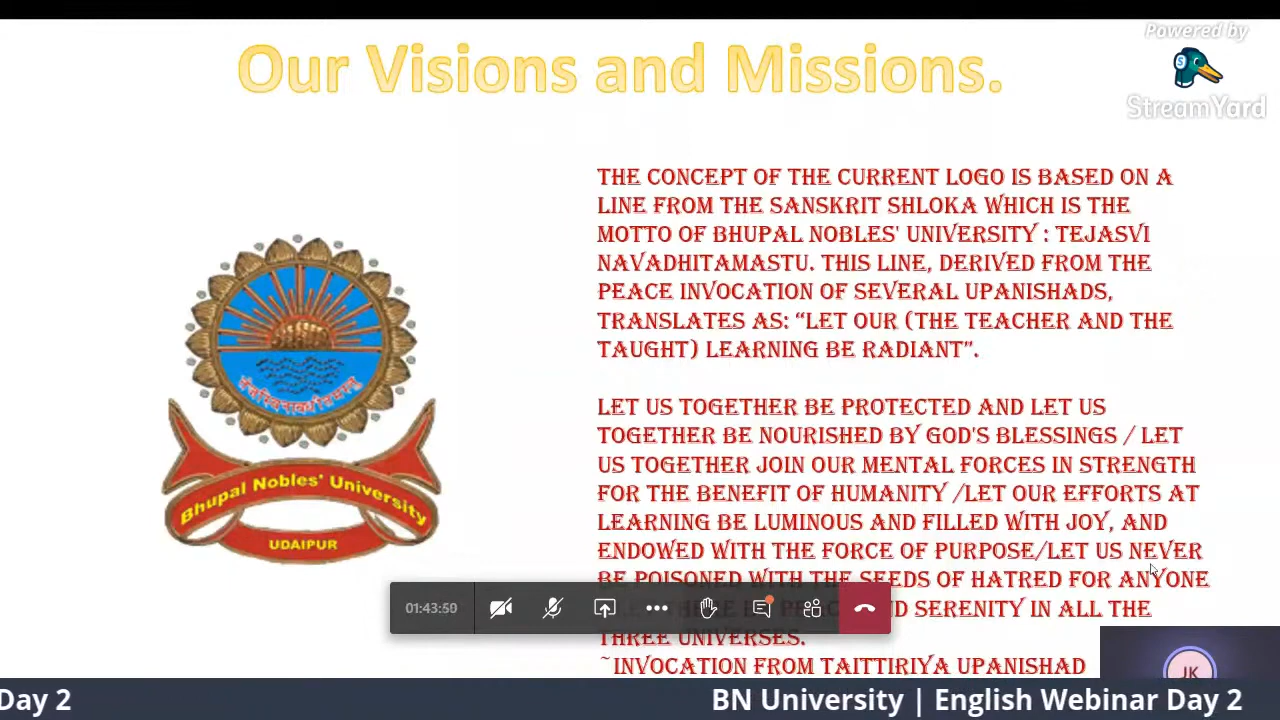 Our Visions and Missions.
Powered by
StreamYard
THE CONCEPT OF THE CURRENT LOGO IS BASED ON A
LINE FROM THE SANSKRIT SHLOKA WHICH IS THE
MOTTO OF BHUPAL NOBLES' UNIVERSITY : TEJASVI
NAVADHITAMASTU. THIS LINE, DERIVED FROM THE
PEACE INVOCATION OF SEVERAL UPANISHADS,
TRANSLATES AS: “LET OUR (THE TEACHER AND THE
TAUGHT) LEARNING BE RADIANT”.
LET US TOGETHER BE PROTECTED AND LET US
TOGETHER BE NOURISHED BY GOD'S BLESSINGS / LET
US TOGETHER JOIN OUR MENTAL FORCES IN STRENGTH
FOR THE BENEFIT OF HUMANITY /LET OUR EFFORTS AT
LEARNING BE LUMINOUS AND FILLED WITH JOY, AND
ENDOWED WITH THE FORCE OF PURPOSE/LET US NEVER
BE POISONED WITH THE SEEDS OF HATRED FOR ANYONE
SERENITY IN ALL THE
THREE UNIVERSES.
~INVOCATION FROM TAITTIRIYA UPANISHAD
Bhupal Nobles' University
UDAIPUR
01:43:50
JK
Day 2
BN University | English Webinar Day 2